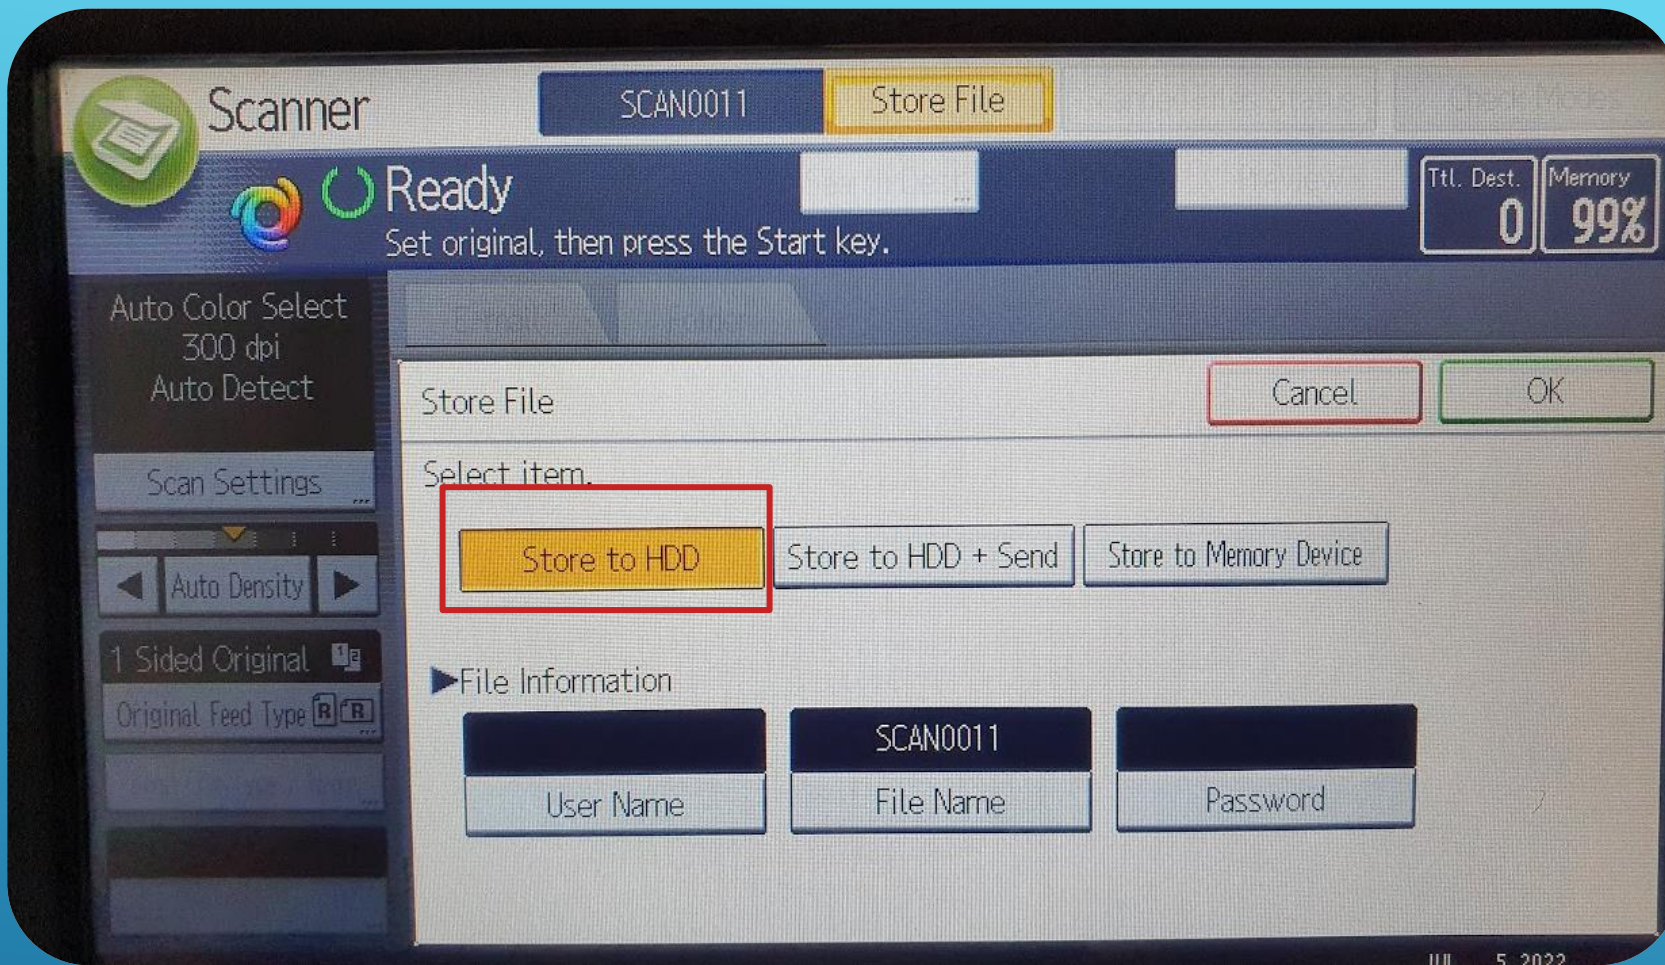 Scanner
SCAN0011
Store File
Ready
Set original, then press the Start key.
Ttl. Dest.
0
Memory
99%
Auto Color Select
300 dpi
Auto Detect
Store File
Cancel
OK
Scan Settings
Select item.
Store to HDD
Store to HDD + Send
Store to Memory Device
Auto Density
1 Sided Original
Original Feed Type
►File Information
SCAN0011
User Name
File Name
Password
JUL 5, 2022